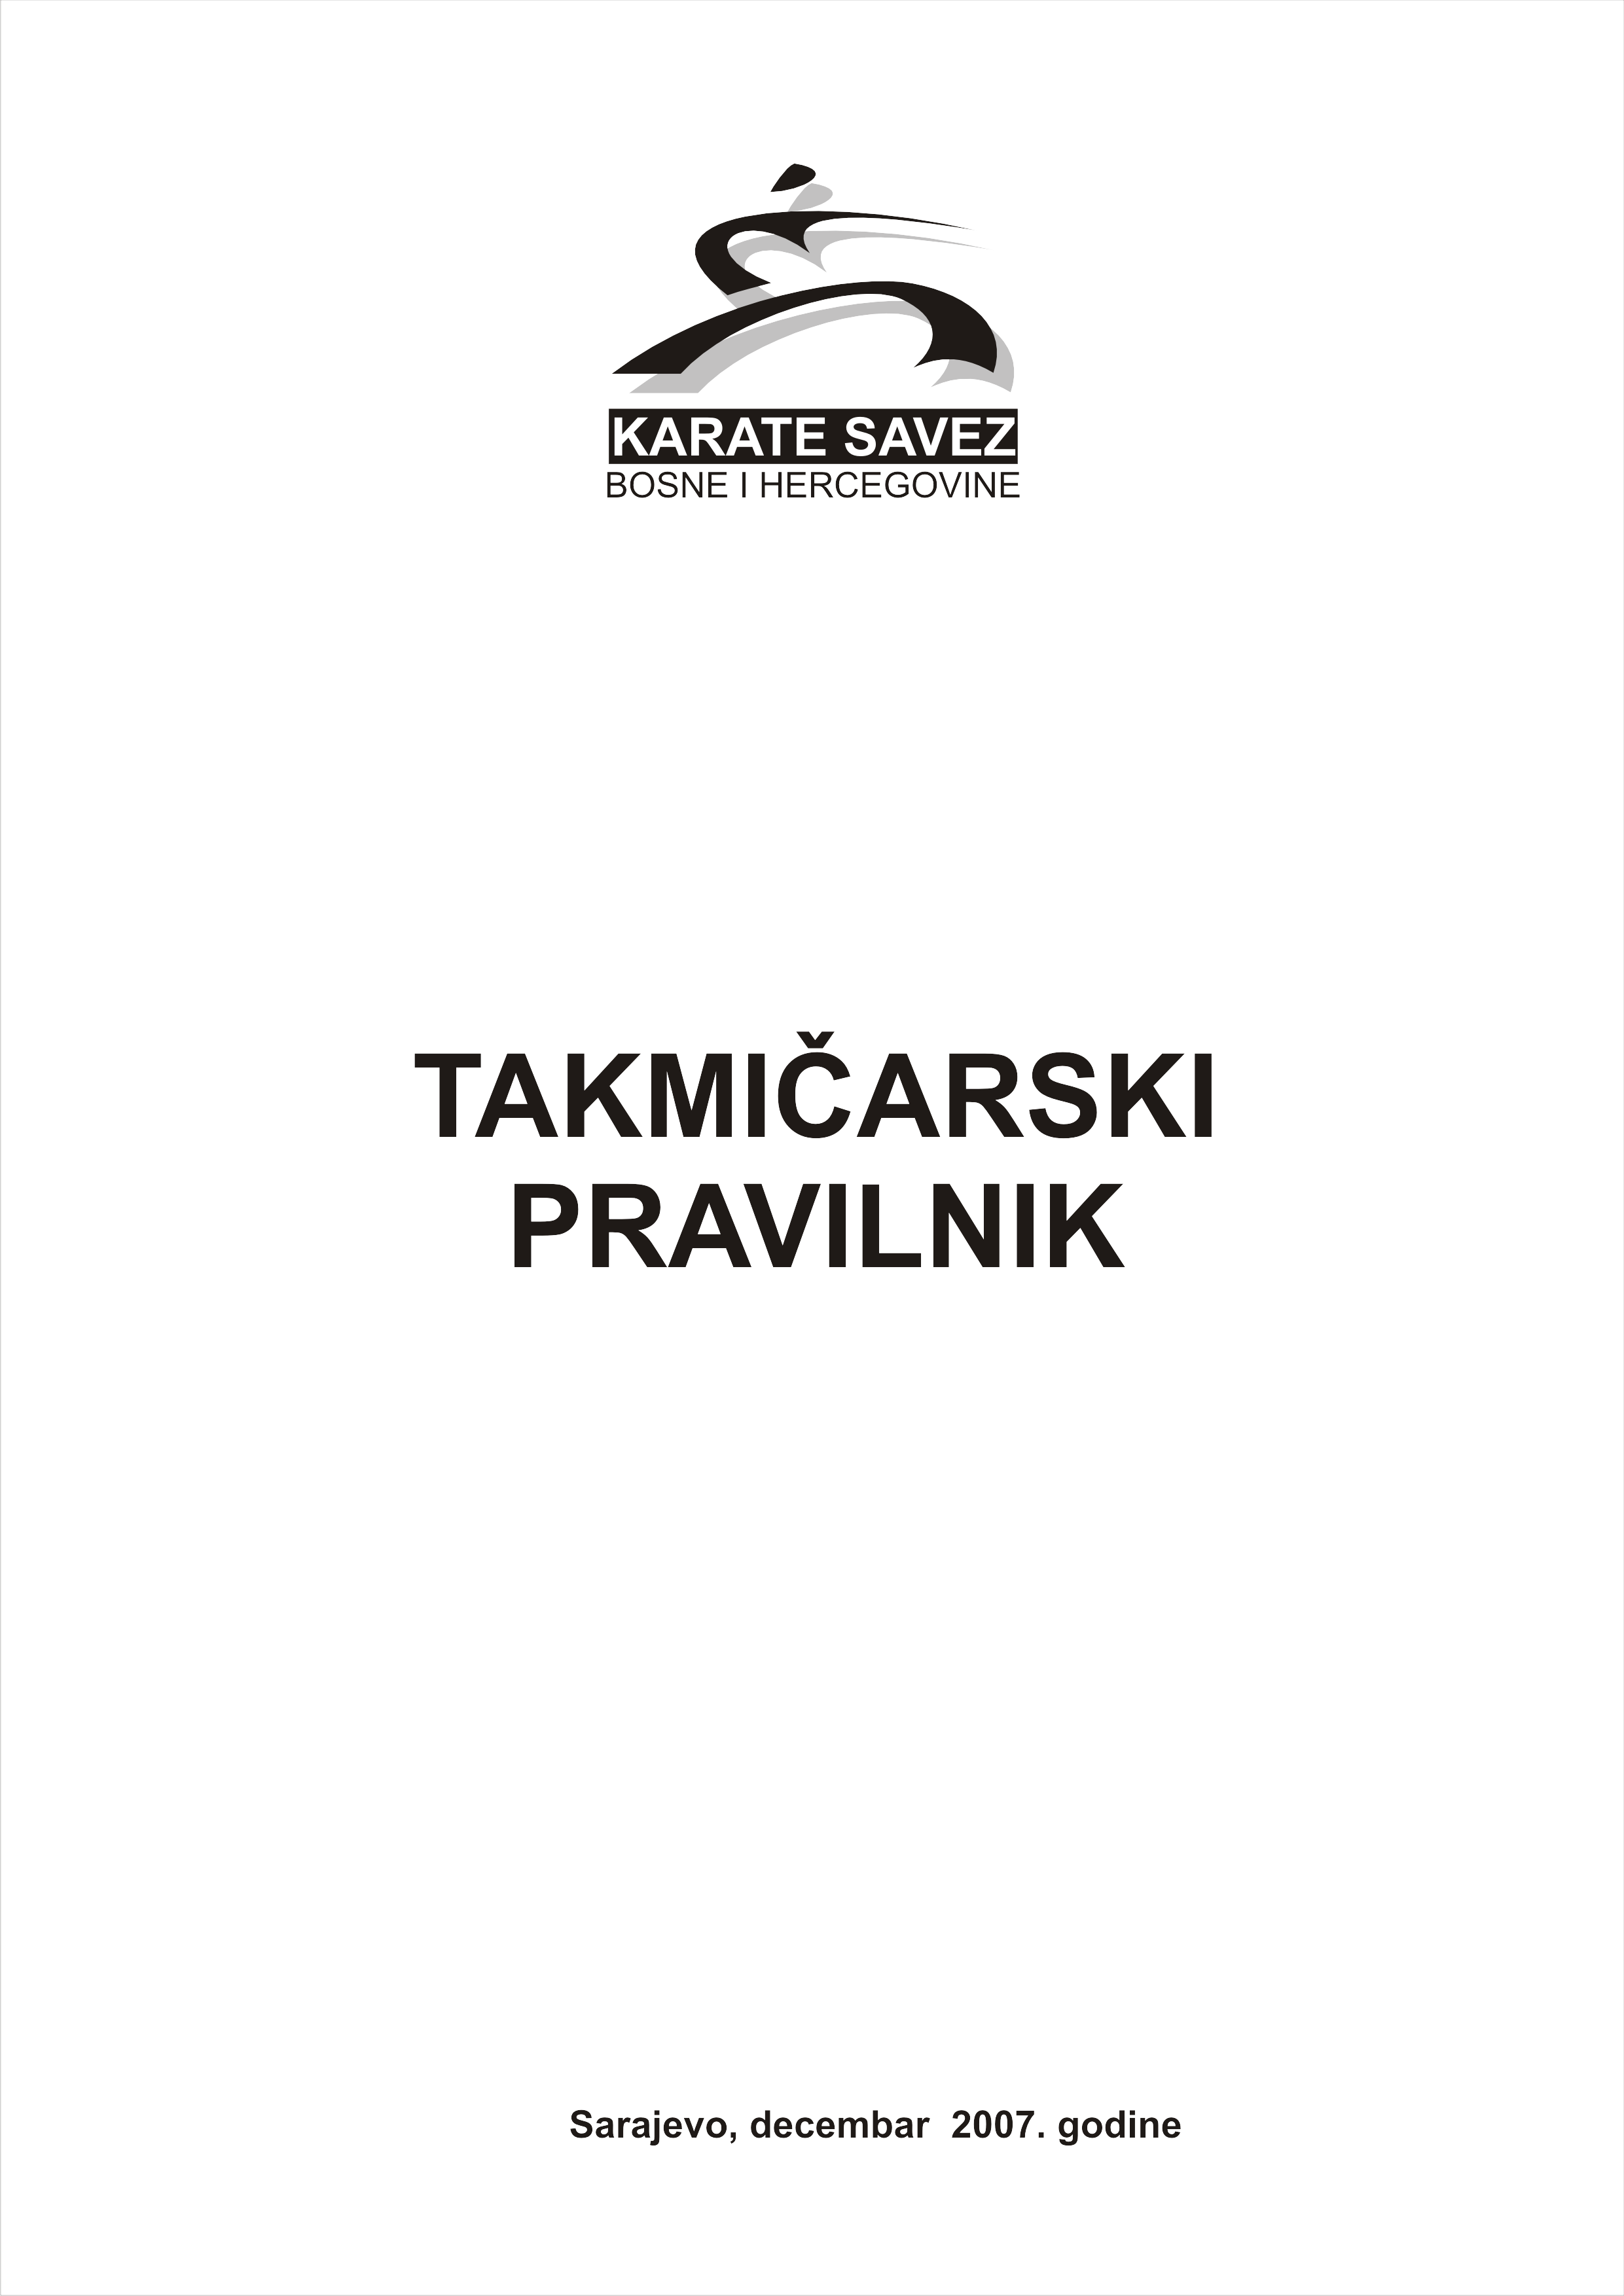 KARATE SAVEZ
BOSNE I HERCEGOVINE
TAKMIČARSKI
PRAVILNIK
Sarajevo, decembar 2007. godine